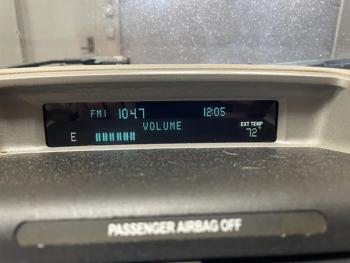 FM1 104.7 12:05
VOLUME
E EXT TEMP
72°
PASSENGER AIRBAG OFF